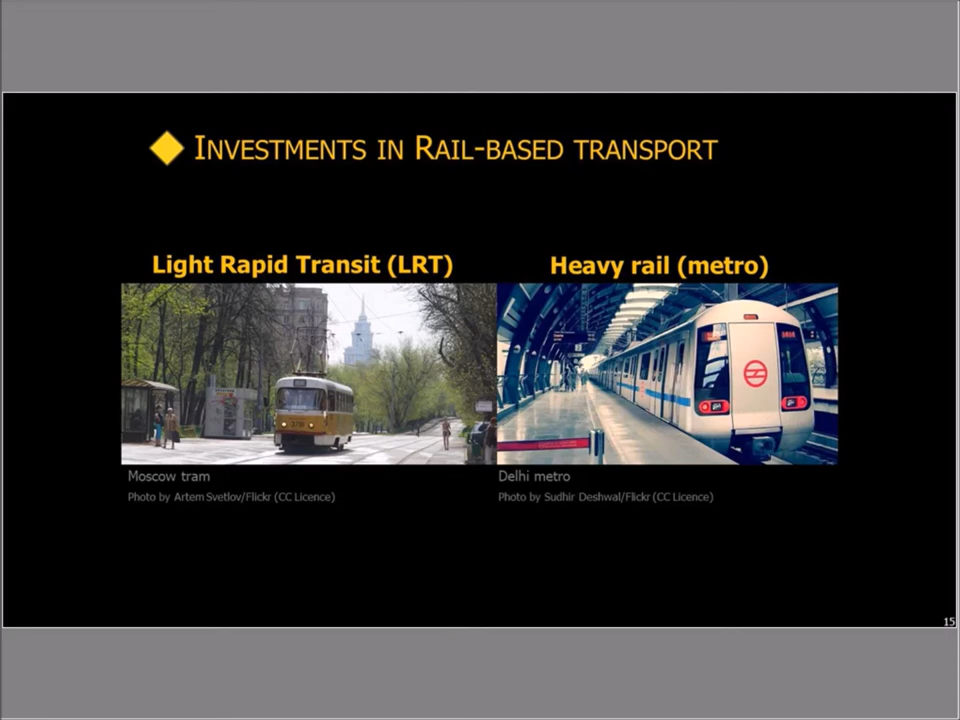 INVESTMENTS IN RAIL-BASED TRANSPORT
Light Rapid Transit (LRT)
Heavy rail (metro)
Moscow tram
Photo by Artem Svetlov/Flickr (CC Licence)
Delhi metro
Photo by Sudhir Deshwal/Flickr (CC Licence)
15